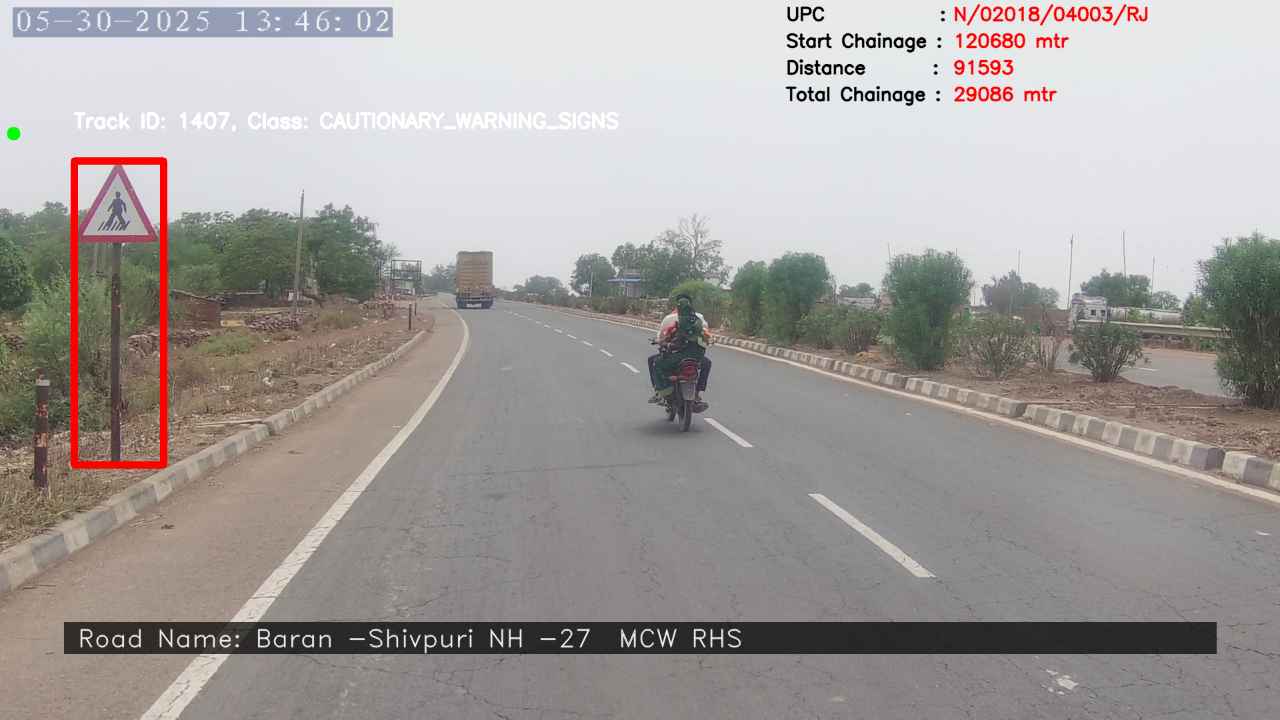 05-30-2025 13:46:02
UPC : N/02018/04003/RJ
Start Chainage : 120680 mtr
Distance : 91593
Total Chainage : 29086 mtr
Track ID: 1407, Class: CAUTIONARY_WARNING_SIGNS
Road Name: Baran -Shivpuri NH -27 MCW RHS